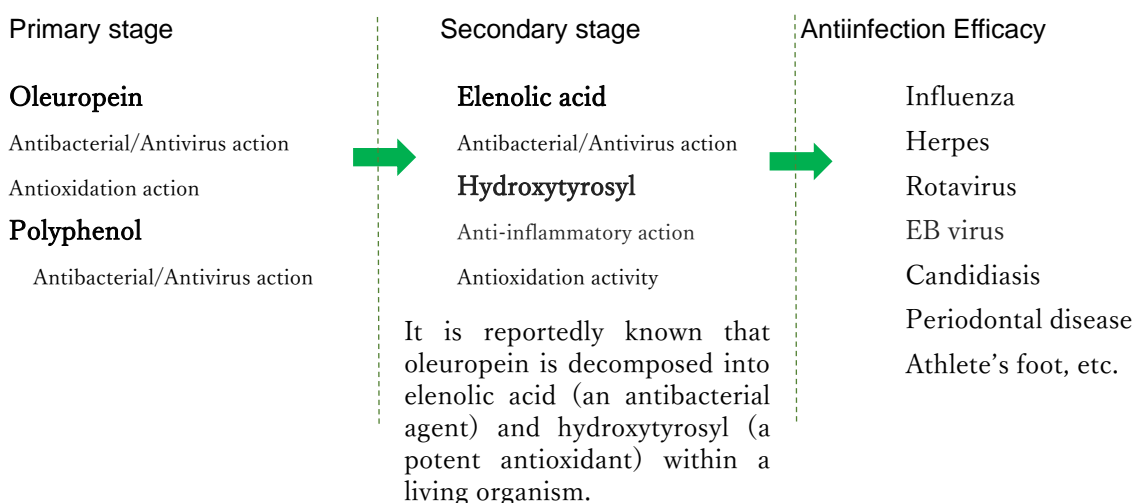 Primary stage
Oleuropein
Antibacterial/Antivirus action
Antioxidation action
Polyphenol
Antibacterial/Antivirus action
Secondary stage
Elenolic acid
Antibacterial/Antivirus action
Hydroxytyrosyl
Anti-inflammatory action
Antioxidation activity
It is reportedly known that
oleuropein is decomposed into
elenolic acid (an antibacterial
agent) and hydroxytyrosyl (a
potent antioxidant) within a
living organism.
Antiinfection Efficacy
Influenza
Herpes
Rotavirus
EB virus
Candidiasis
Periodontal disease
Athlete's foot, etc.